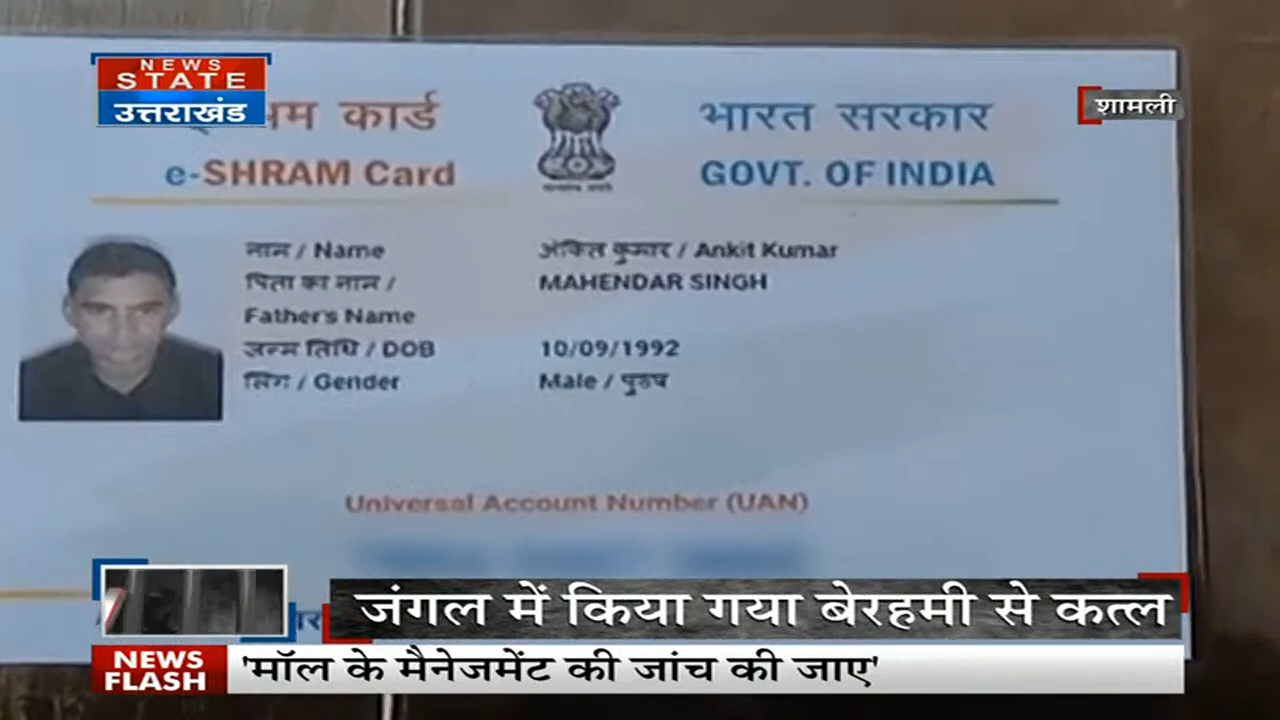 NEWS
STATE
उत्तराखंड
शामली
कार्ड
भारत सरकार
e-SHRAM Card
GOVT. OF INDIA
नाम / Name
अंकित कुमार / Ankit Kumar
पिता का नाम /
MAHENDAR SINGH
Father's Name
जन्म तिथि / DOB
10/09/1992
लिंग / Gender
Male / पुरुष
Universal Account Number (UAN)
जंगल में किया गया बेरहमी से कत्ल
NEWS
FLASH
'मॉल के मैनेजमेंट की जांच की जाए'